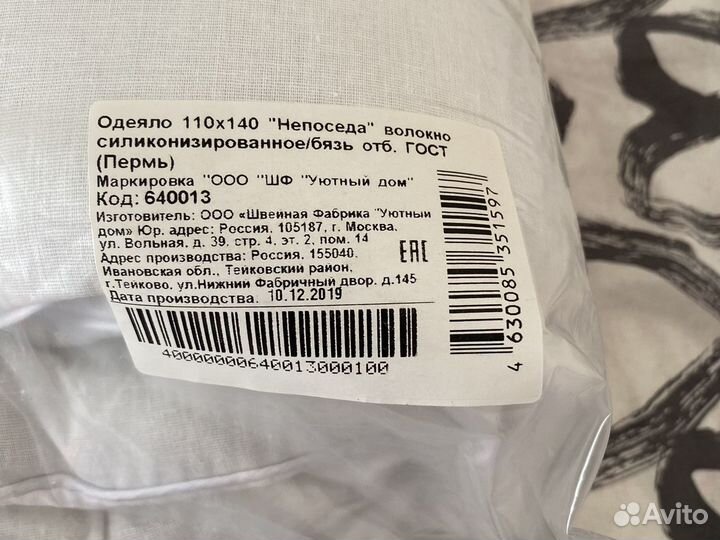 Одеяло 110х140 "Непоседа" волокно
силиконизированное/бязь отб. ГОСТ
(Пермь)
Маркировка "ООО "ШФ "Уютный дом"
Код: 640013
Изготовитель: ООО «Швейная Фабрика "Уютный
дом» Юр. адрес: Россия, 105187, г. Москва,
ул. Вольная, д. 39, стр. 4, эт. 2, пом. 14
Адрес производства: Россия, 155040,
Ивановская обл., Тейковский район,
г.Тейково, ул.Нижний Фабричный двор, д.145
Дата производства. 10.12.2019
EAC
4000000064001300100
4 630085 351597
Avito